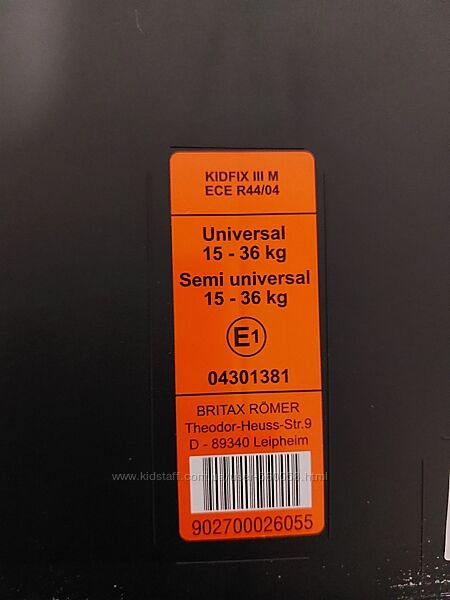 KIDFIX III M
ECE R44/04
Universal
15 - 36 kg
Semi universal
15 - 36 kg
E1
04301381
BRITAX RÖMER
Theodor-Heuss-Str.9
D - 89340 Leipheim
902700026055